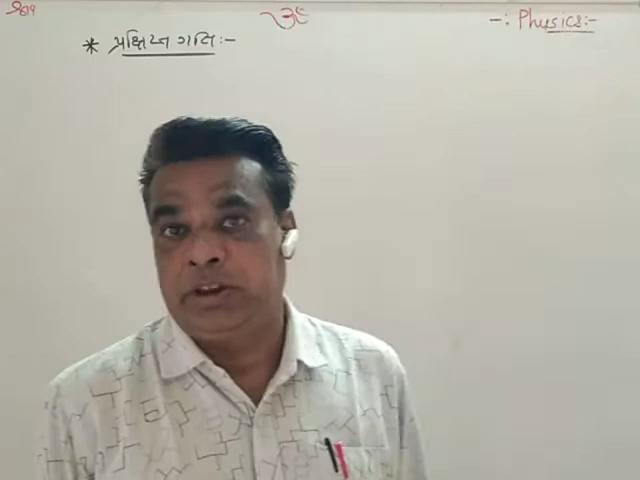 ॐ
-: Physics :-
* પ્રક્ષિપ્ત ગતિ :-